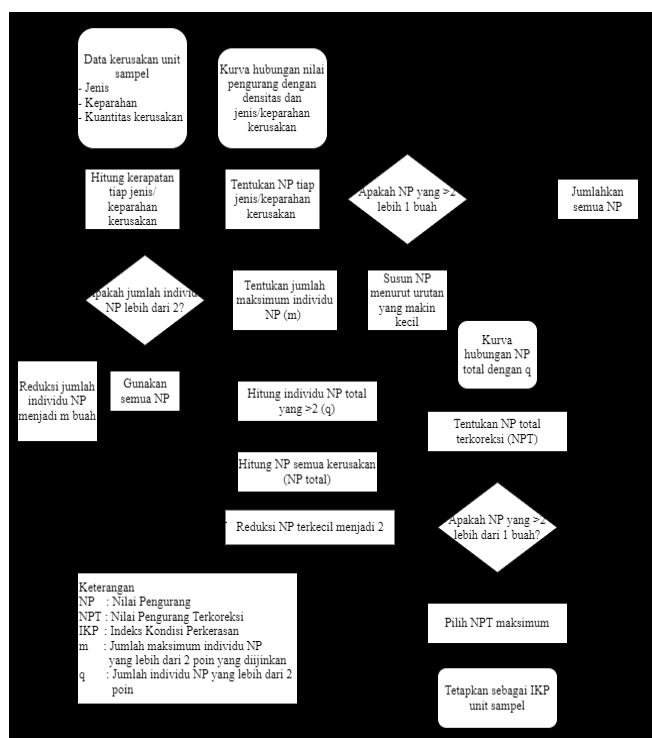 Data kerusakan unit
sampel
- Jenis
- Keparahan
- Kuantitas kerusakan
Kurva hubungan nilai
pengurang dengan
densitas dan
jenis/keparahan
kerusakan
Hitung kerapatan
tiap jenis/
keparahan
kerusakan
Tentukan NP tiap
jenis/keparahan
kerusakan
Apakah NP yang >2
lebih 1 buah
Jumlahkan
semua NP
Apakah jumlah individu
NP lebih dari 2?
Tentukan jumlah
maksimum individu
NP (m)
Susun NP
menurut urutan
yang makin
kecil
Kurva
hubungan NP
total dengan q
Reduksi jumlah
individu NP
menjadi m buah
Gunakan
semua NP
Hitung individu NP total
yang >2 (q)
Tentukan NP total
terkoreksi (NPT)
Hitung NP semua kerusakan
(NP total)
Reduksi NP terkecil menjadi 2
Apakah NP yang >2
lebih dari 1 buah?
Keterangan
NP : Nilai Pengurang
NPT : Nilai Pengurang Terkoreksi
IKP : Indeks Kondisi Perkerasan
m : Jumlah maksimum individu NP
yang lebih dari 2 poin yang diijinkan
q : Jumlah individu NP yang lebih dari 2
poin
Pilih NPT maksimum
Tetapkan sebagai IKP
unit sampel